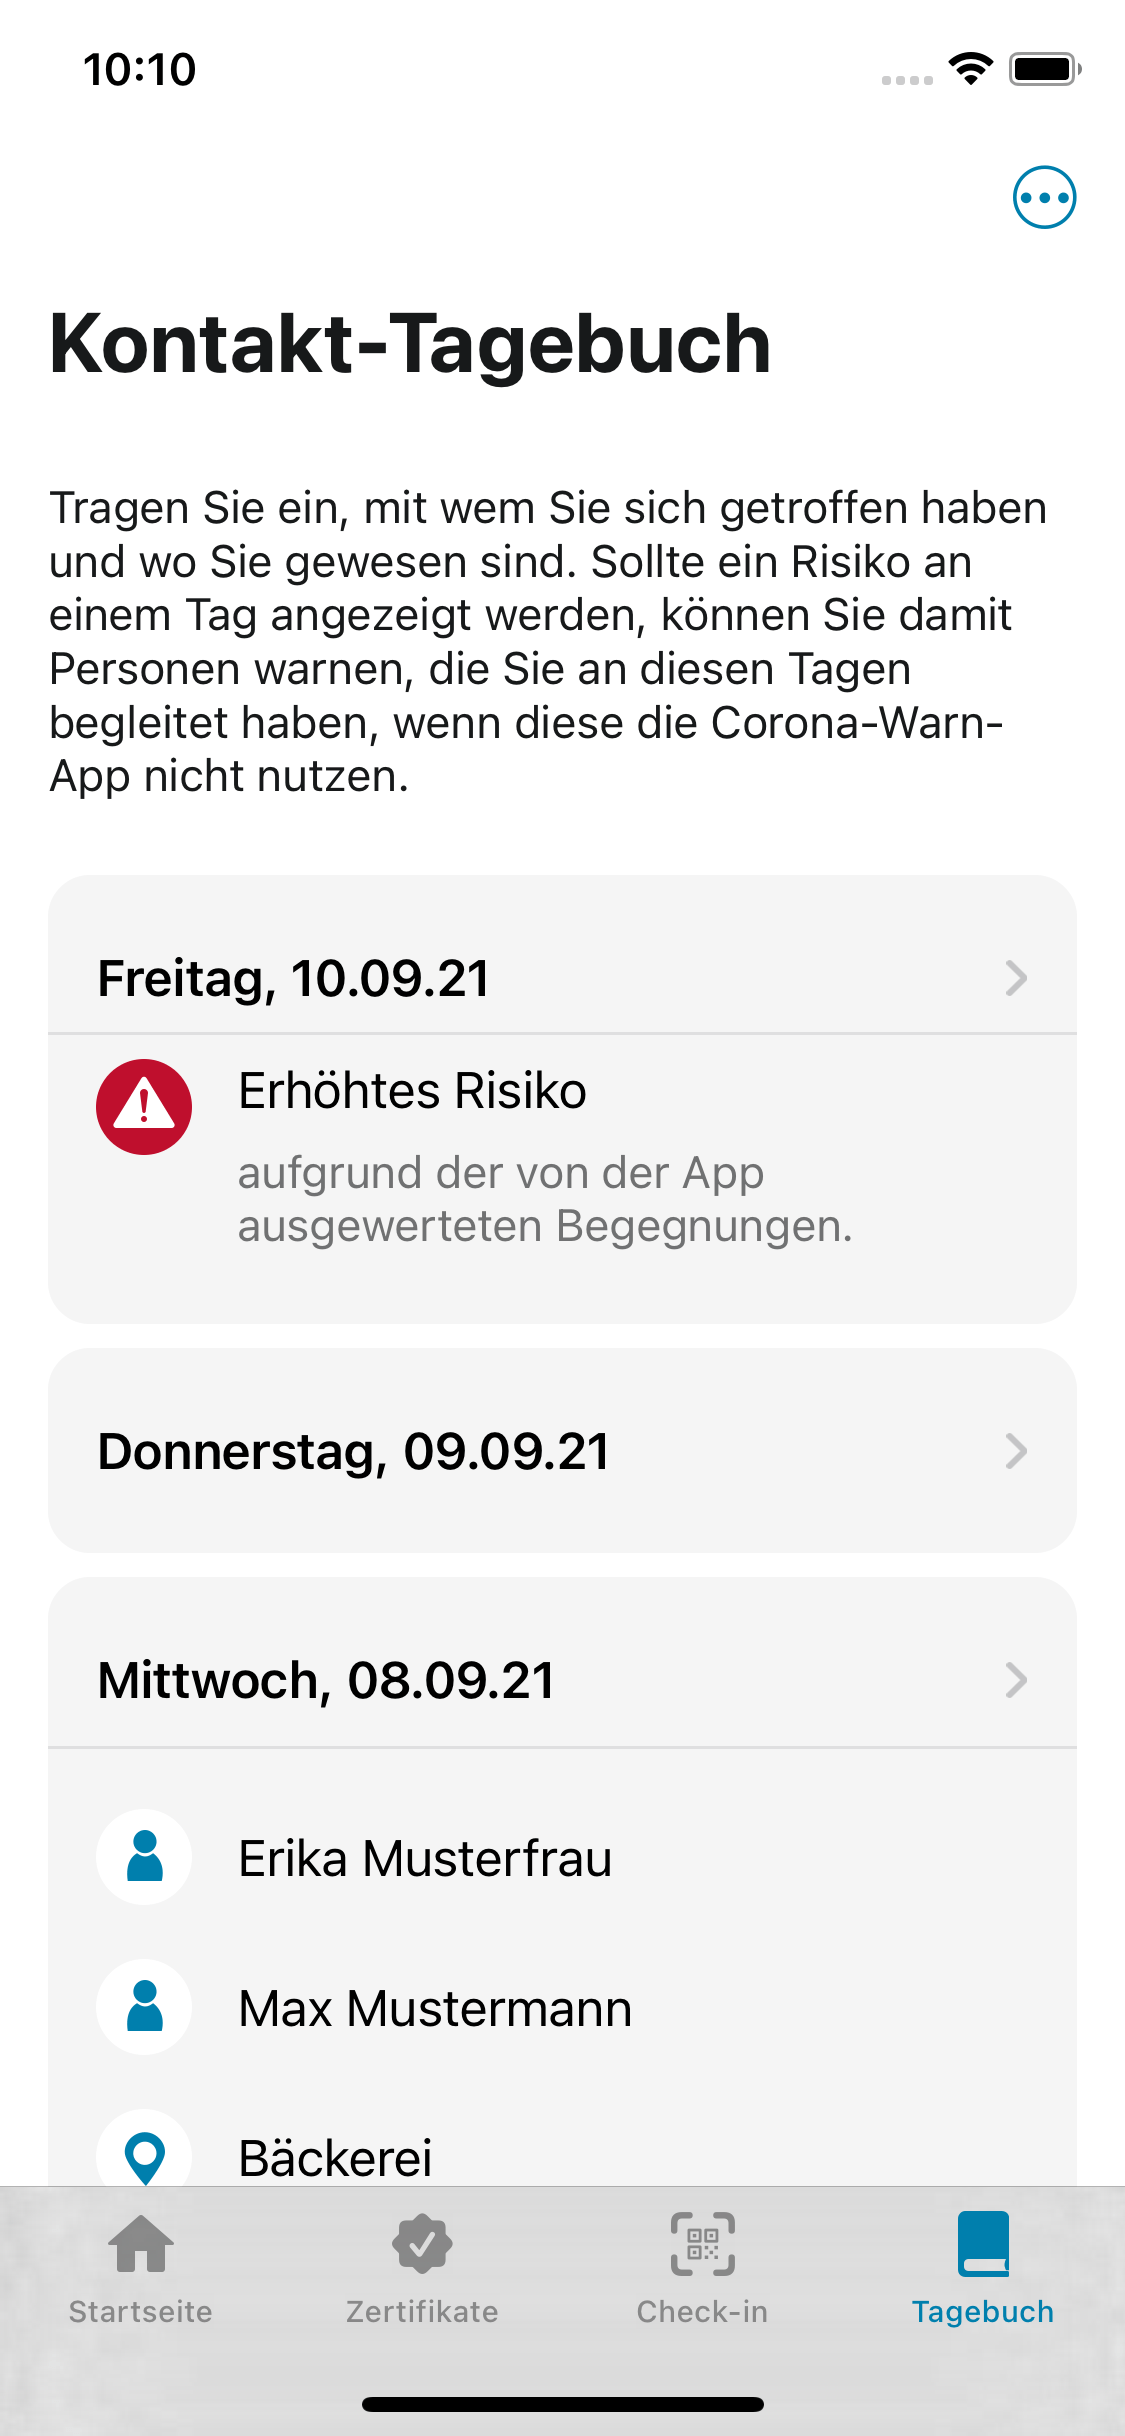 10:10
Kontakt-Tagebuch
Tragen Sie ein, mit wem Sie sich getroffen haben
und wo Sie gewesen sind. Sollte ein Risiko an
einem Tag angezeigt werden, können Sie damit
Personen warnen, die Sie an diesen Tagen
begleitet haben, wenn diese die Corona-Warn-
App nicht nutzen.
Freitag, 10.09.21
Erhöhtes Risiko
aufgrund der von der App
ausgewerteten Begegnungen.
Donnerstag, 09.09.21
Mittwoch, 08.09.21
Erika Musterfrau
Max Mustermann
Bäckerei
Startseite
Zertifikate
Check-in
Tagebuch